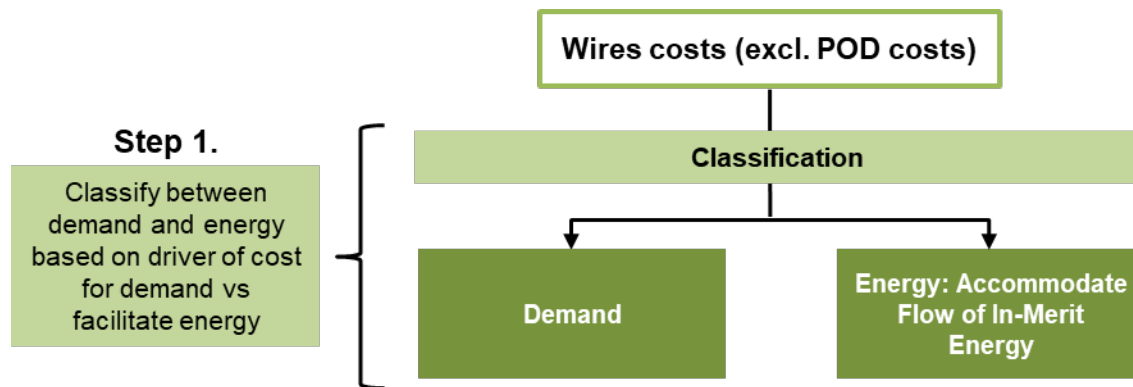 Wires costs (excl. POD costs)
Step 1.
Classification
Classify between
demand and energy
based on driver of cost
for demand vs
facilitate energy
Demand
Energy: Accommodate
Flow of In-Merit
Energy